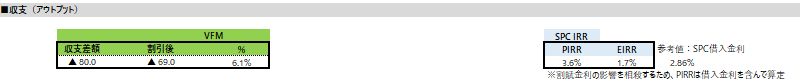 ■収支（アウトプット）
VFM
収支差額 割引後 %
▲ 80.0 ▲ 69.0 6.1%
SPC IRR
PIRR EIRR 参考値：SPC借入金利
3.6% 1.7% 2.86%
※割賦金利の影響を相殺するため、PIRRは借入金利を含んで算定